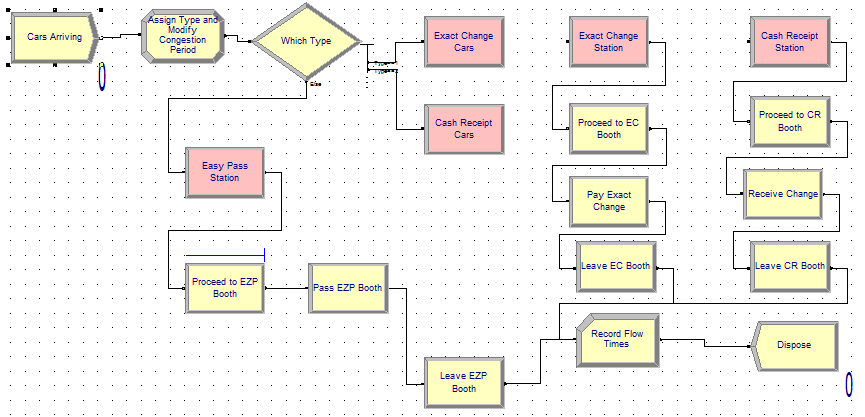 Cars Arriving
0
Assign Type and
Modify
Congestion
Period
Which Type
Else
Exact Change
Cars
Cash Receipt
Cars
Easy Pass
Station
Proceed to EZP
Booth
Pass EZP Booth
Leave EZP
Booth
Exact Change
Station
Proceed to EC
Booth
Pay Exact
Change
Leave EC Booth
Cash Receipt
Station
Proceed to CR
Booth
Receive Change
Leave CR Booth
Record Flow
Times
Dispose
0